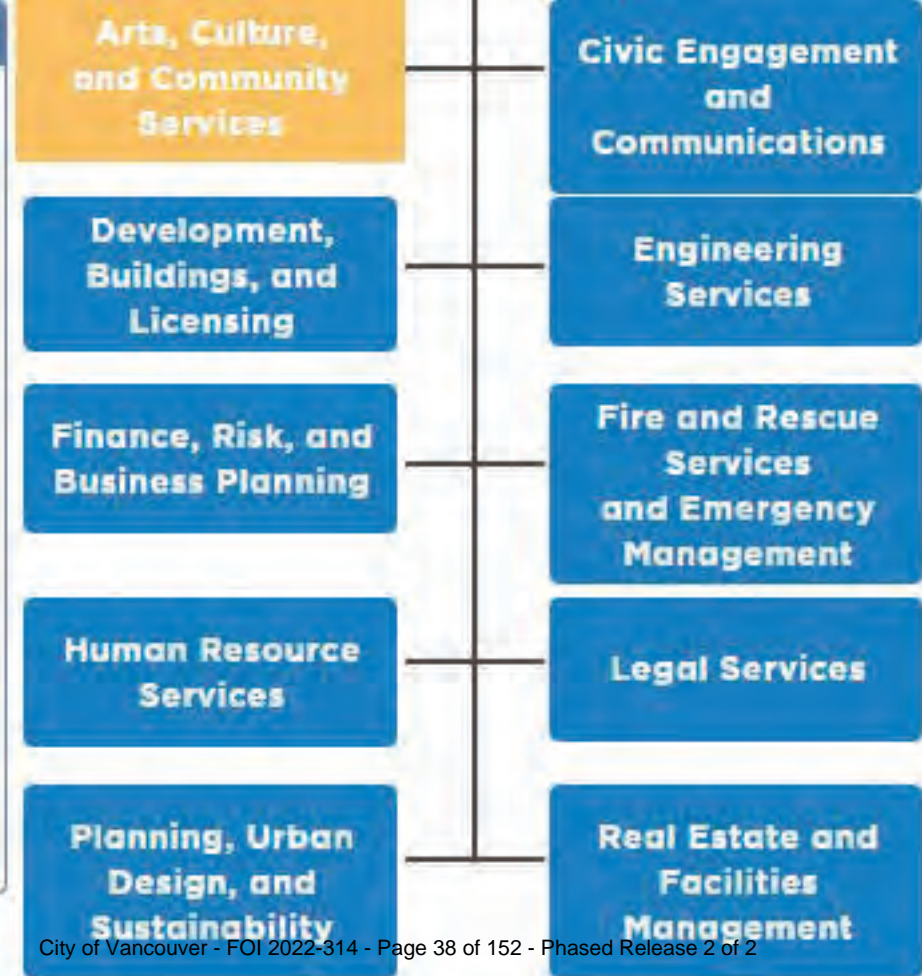 Arts, Culture,
and Community
Services
Civic Engagement
and
Communications
Development,
Buildings, and
Licensing
Engineering
Services
Finance, Risk, and
Business Planning
Fire and Rescue
Services
and Emergency
Management
Human Resource
Services
Legal Services
Planning, Urban
Design, and
Sustainability
Real Estate and
Facilities
Management
City of Vancouver - FOI 2022-314 - Page 38 of 152 - Phased Release 2 of 2